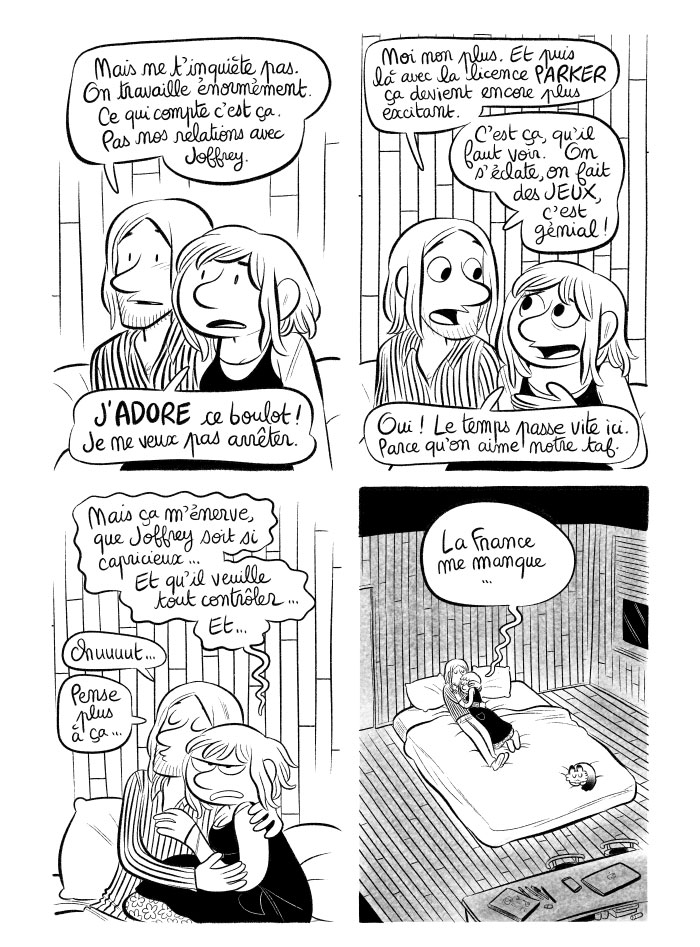 Mais ne t'inquiète pas.
On travaille énormément.
Ce qui compte c'est ça.
Pas nos relations avec
Joffrey.
J'ADORE ce boulot!
Je ne veux pas arrêter.
Moi non plus. Et puis
là avec la licence PARKER
ça devient encore plus
excitant.
C'est ça, qu'il
faut voir. On
s'éclate, on fait
des JEUX,
c'est
génial!
Oui! Le temps passe vite ici.
Parce qu'on aime notre taf.
Mais ça m'énerve,
que Joffrey soit si
capricieux...
Et qu'il veuille
tout contrôler...
Et...
Chuuuut...
Pense
plus
à ça...
La France
me manque
...